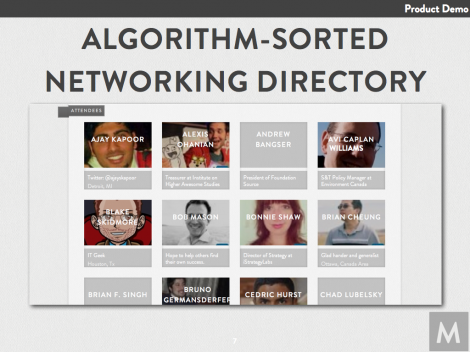 Product Demo
ALGORITHM-SORTED
NETWORKING DIRECTORY
ATTENDEES
AJAY KAPOOR
ALEXIS
OHANIAN
ANDREW
BANGSER
AVI CAPLAN
WILLIAMS
Twitter: @ajaykapoor
Detroit, MI
Treasurer at Institute on
Higher Awesome Studies
President of Foundation
Source
S&T Policy Manager at
Environment Canada
BLAKE
SKIDMORE,
BOB MASON
BONNIE SHAW
BRIAN CHEUNG
IT Geek
Houston, Tx
Hopes to help others find
their own success.
Director of Strategy at
Glad hander and generalist
Ottawa, Canada Area
BRIAN F. SINGH
BRUNO
GERMANSDERFER
CEDRIC HURST
CHAD LUBELSKY
7
M